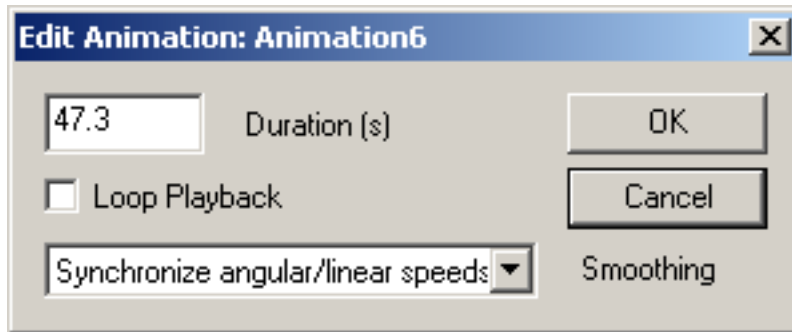 Edit Animation: Animation6
47.3 Duration (s) OK
Loop Playback Cancel
Synchronize angular/linear speeds Smoothing